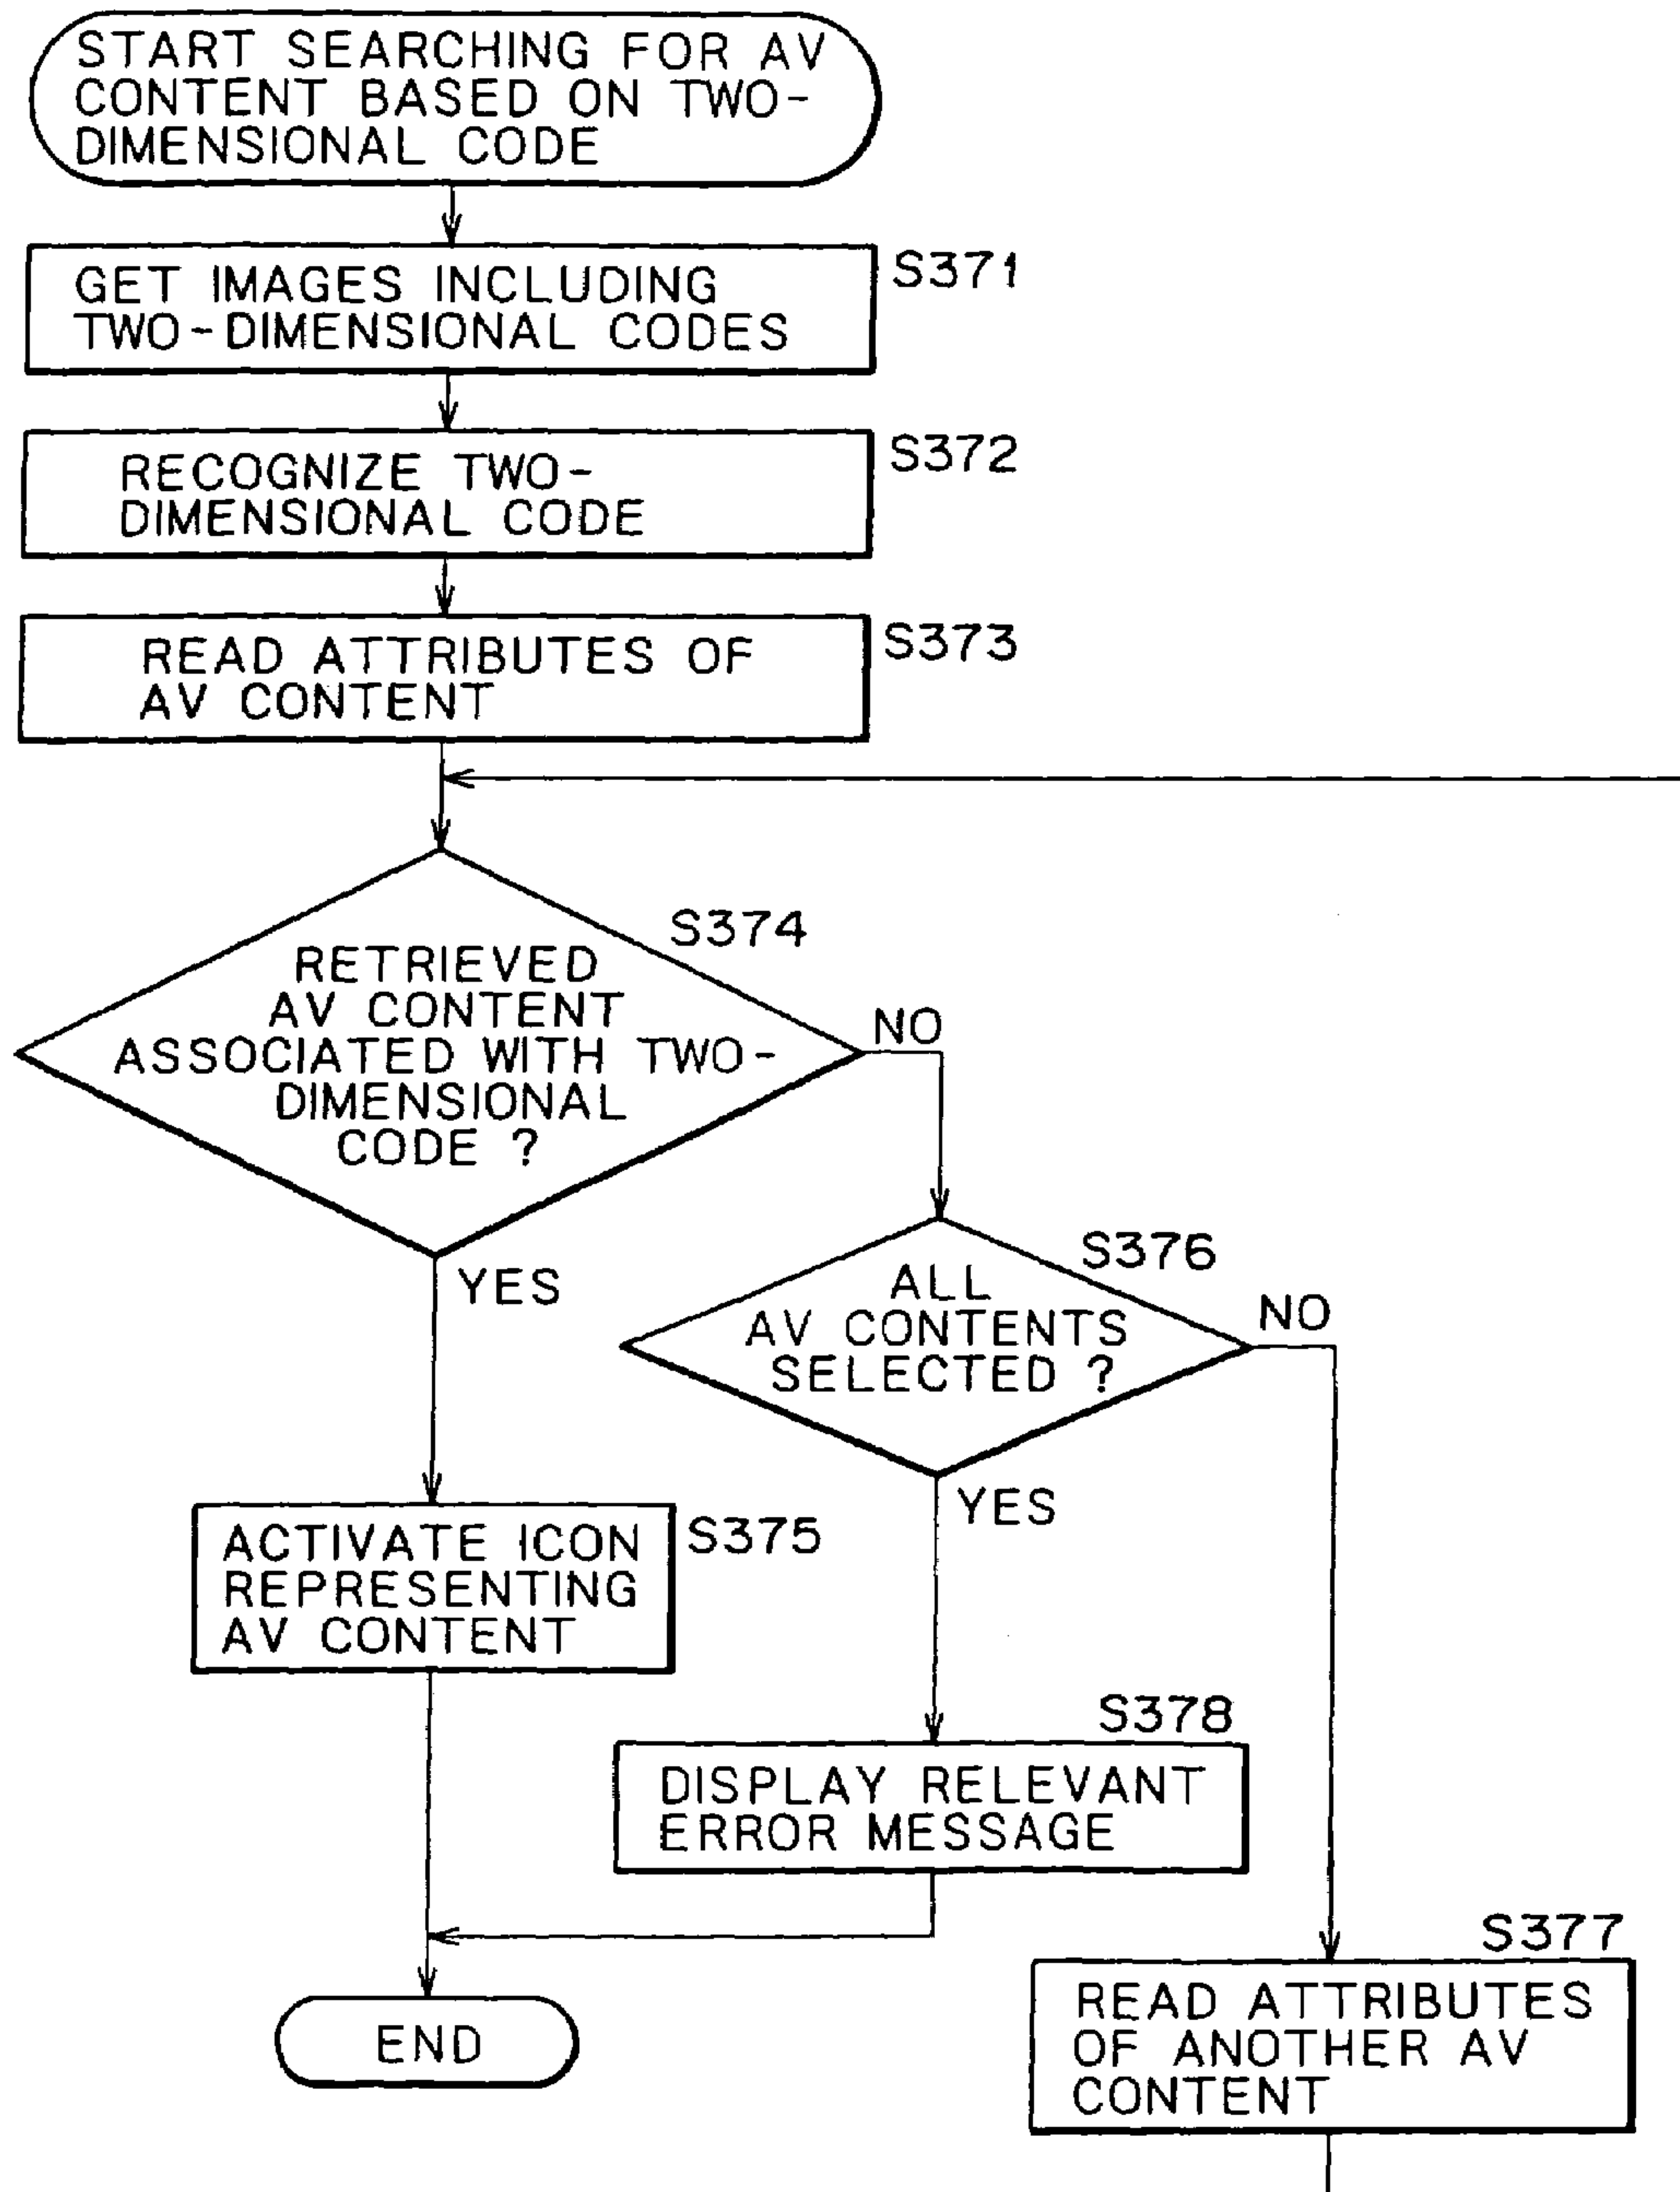 START SEARCHING FOR AV
CONTENT BASED ON TWO-
DIMENSIONAL CODE
S371
GET IMAGES INCLUDING
TWO-DIMENSIONAL CODES
S372
RECOGNIZE TWO-
DIMENSIONAL CODE
S373
READ ATTRIBUTES OF
AV CONTENT
S374
RETRIEVED
AV CONTENT
ASSOCIATED WITH TWO-
DIMENSIONAL
CODE ?
NO
YES
S376
ALL
AV CONTENTS
SELECTED ?
NO
YES
S375
ACTIVATE ICON
REPRESENTING
AV CONTENT
S378
DISPLAY RELEVANT
ERROR MESSAGE
S377
READ ATTRIBUTES
OF ANOTHER AV
CONTENT
END